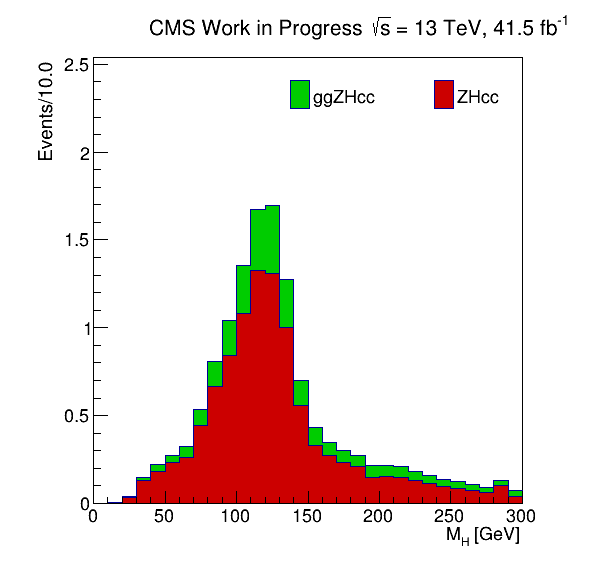 CMS Work in Progress √s = 13 TeV, 41.5 fb⁻¹
Events/10.0
2.5
2
1.5
1
0.5
0
ggZHcc
ZHcc
0 50 100 150 200 250 300
M_H [GeV]